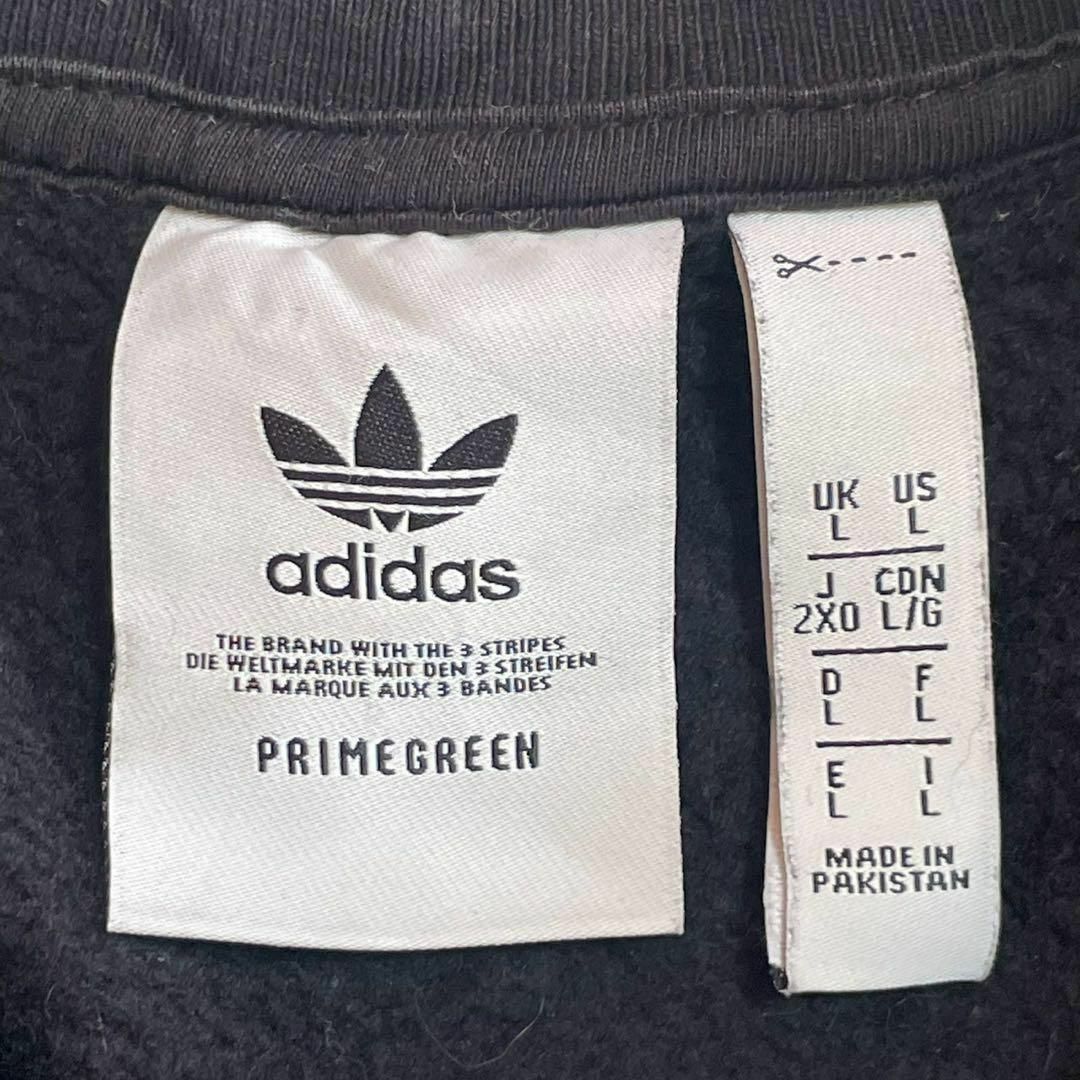 adidas
THE BRAND WITH THE 3 STRIPES
DIE WELTMARKE MIT DEN 3 STREIFEN
LA MARQUE AUX 3 BANDES
PRIMEGREEN
UK US
L L
J CDN
2XO L/G
D F
L L
E I
L L
MADE IN
PAKISTAN